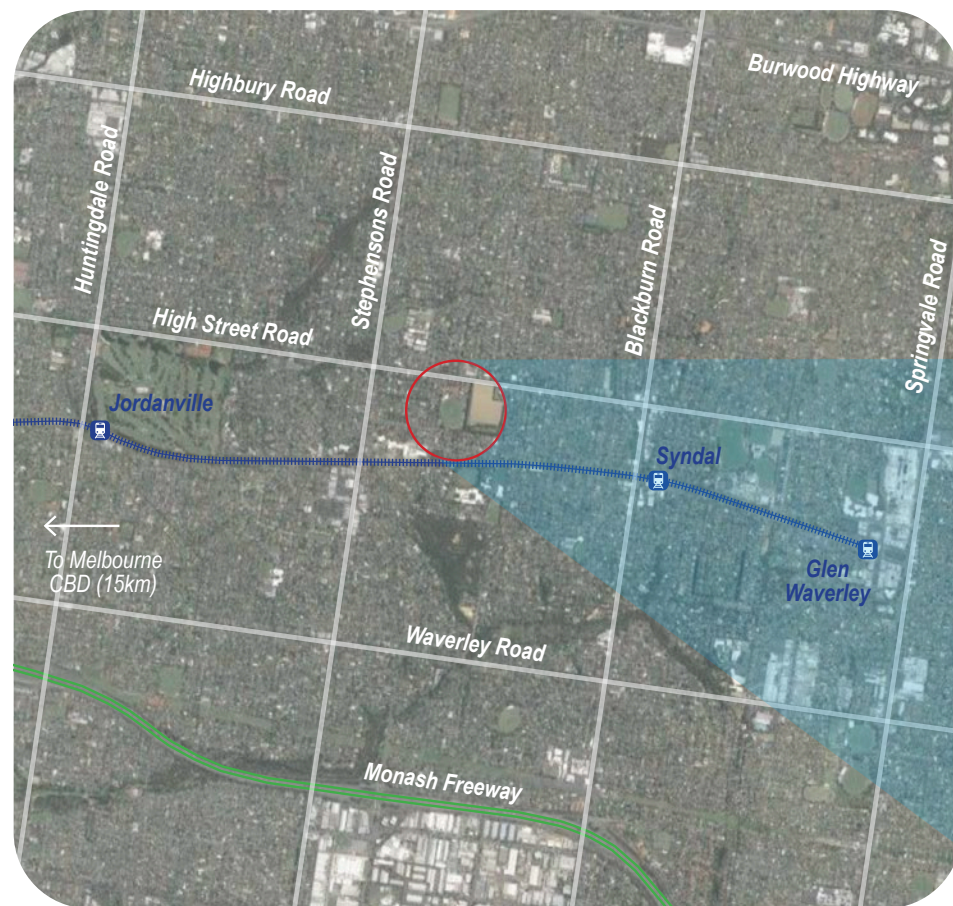 Burwood Highway
Highbury Road
Huntingdale Road
Stephensons Road
Blackburn Road
Springvale Road
High Street Road
Jordanville
Syndal
To Melbourne
CBD (15km)
Glen
Waverley
Waverley Road
Monash Freeway